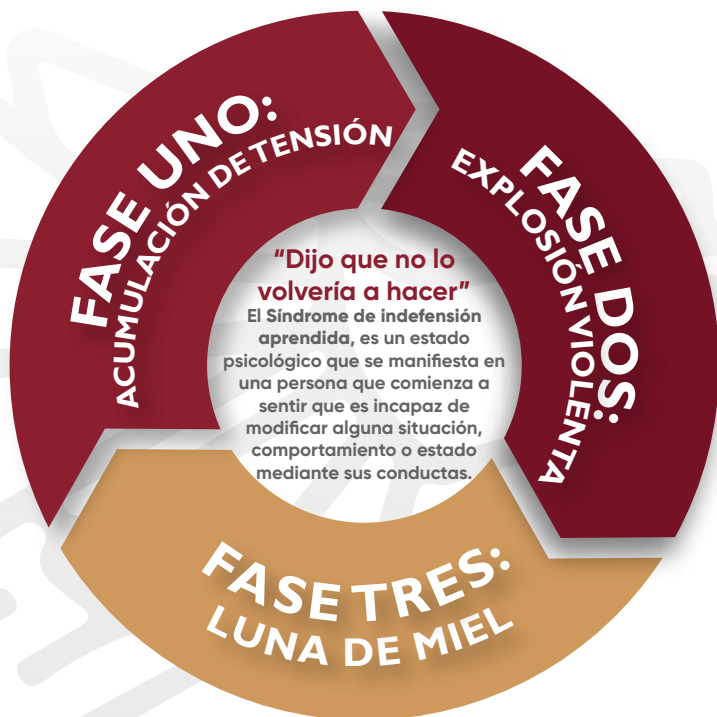 FASE UNO:
ACUMULACIÓN DE TENSIÓN
FASE DOS:
EXPLOSIÓN VIOLENTA
“Dijo que no lo
volvería a hacer”
El Síndrome de indefensión
aprendida, es un estado
psicológico que se manifiesta en
una persona que comienza a
sentir que es incapaz de
modificar alguna situación,
comportamiento o estado
mediante sus conductas.
FASE TRES:
LUNA DE MIEL